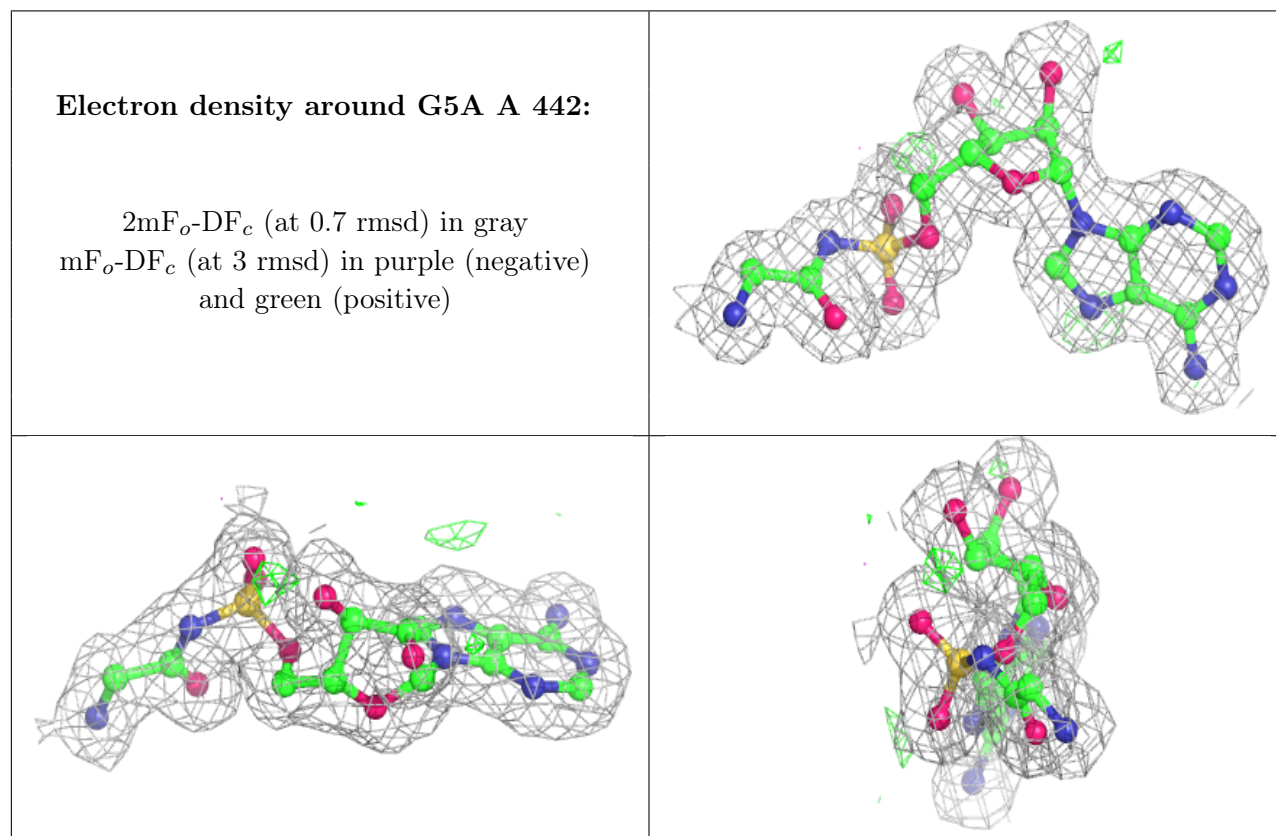 Electron density around G5A A 442:
2mFo-DFc (at 0.7 rmsd) in gray
mFo-DFc (at 3 rmsd) in purple (negative)
and green (positive)